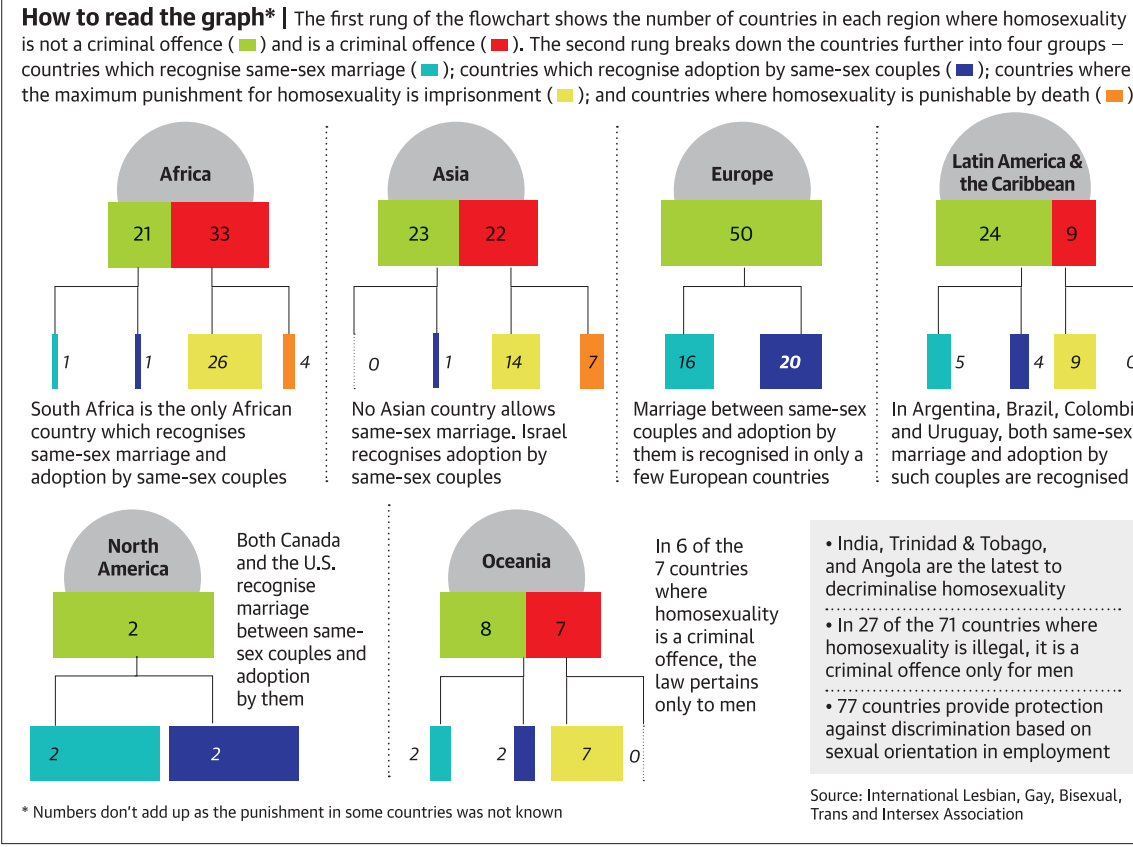 How to read the graph* | The first rung of the flowchart shows the number of countries in each region where homosexuality
is not a criminal offence ( ) and is a criminal offence ( ). The second rung breaks down the countries further into four groups –
countries which recognise same-sex marriage ( ); countries which recognise adoption by same-sex couples ( ); countries where
the maximum punishment for homosexuality is imprisonment ( ); and countries where homosexuality is punishable by death ( )
Africa
21 33
1 1 26 4
South Africa is the only African
country which recognises
same-sex marriage and
adoption by same-sex couples
Asia
23 22
0 1 14 7
No Asian country allows
same-sex marriage. Israel
recognises adoption by
same-sex couples
Europe
50
16 20
Marriage between same-sex
couples and adoption by
them is recognised in only a
few European countries
Latin America &
the Caribbean
24 9
5 4 9 0
In Argentina, Brazil, Colombi
and Uruguay, both same-sex
marriage and adoption by
such couples are recognised
North
America
2
2 2
Both Canada
and the U.S.
recognise
marriage
between same-
sex couples and
adoption
by them
Oceania
8 7
2 2 7 0
In 6 of the
7 countries
where
homosexuality
is a criminal
offence, the
law pertains
only to men
• India, Trinidad & Tobago,
and Angola are the latest to
decriminalise homosexuality
• In 27 of the 71 countries where
homosexuality is illegal, it is a
criminal offence only for men
• 77 countries provide protection
against discrimination based on
sexual orientation in employment
* Numbers don't add up as the punishment in some countries was not known
Source: International Lesbian, Gay, Bisexual,
Trans and Intersex Association